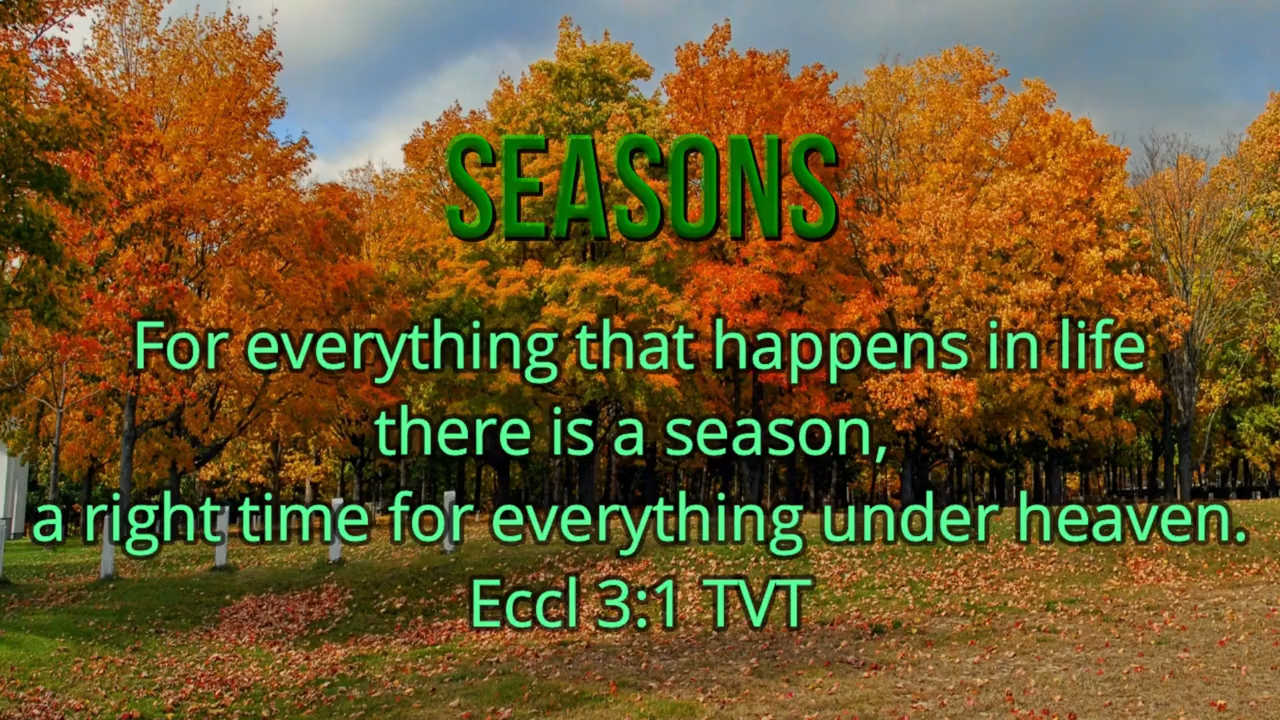 SEASONS
For everything that happens in life
there is a season,
a right time for everything under heaven.
Eccl 3:1 TVT